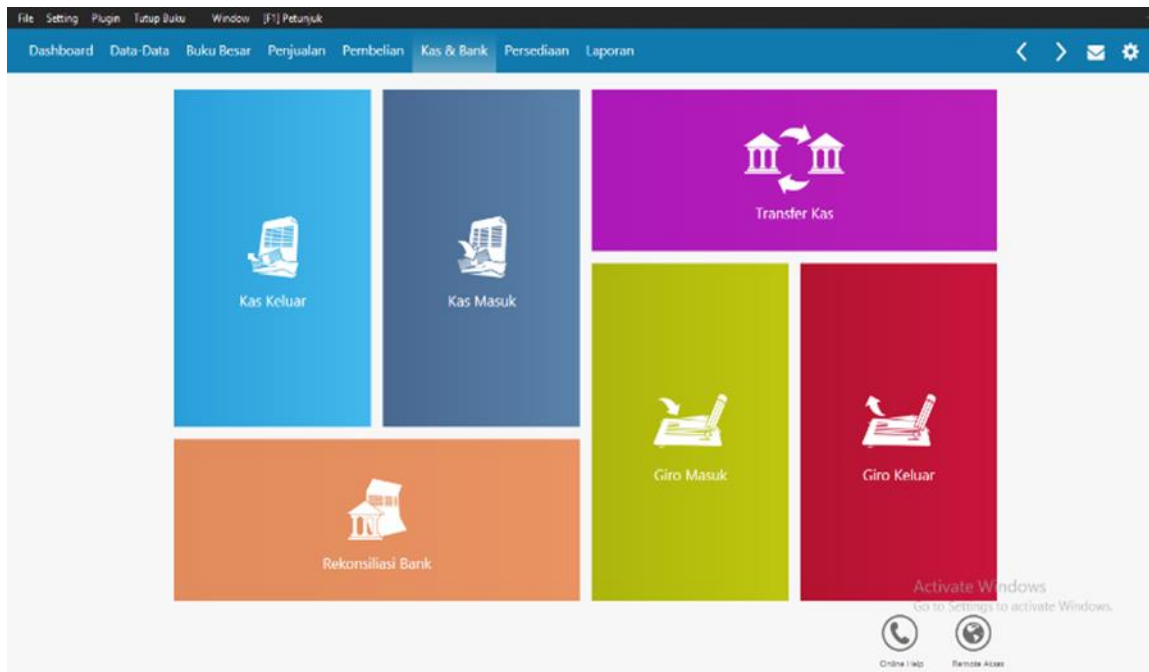 File Setting Plugin Tutup Buku Window [F1] Petunjuk
Dashboard Data-Data Buku Besar Penjualan Pembelian Kas & Bank Persediaan Laporan
Transfer Kas
Kas Keluar
Kas Masuk
Giro Masuk
Giro Keluar
Rekonsiliasi Bank
Activate Windows
Go to Settings to activate Windows.
Online Help
Remote Akses